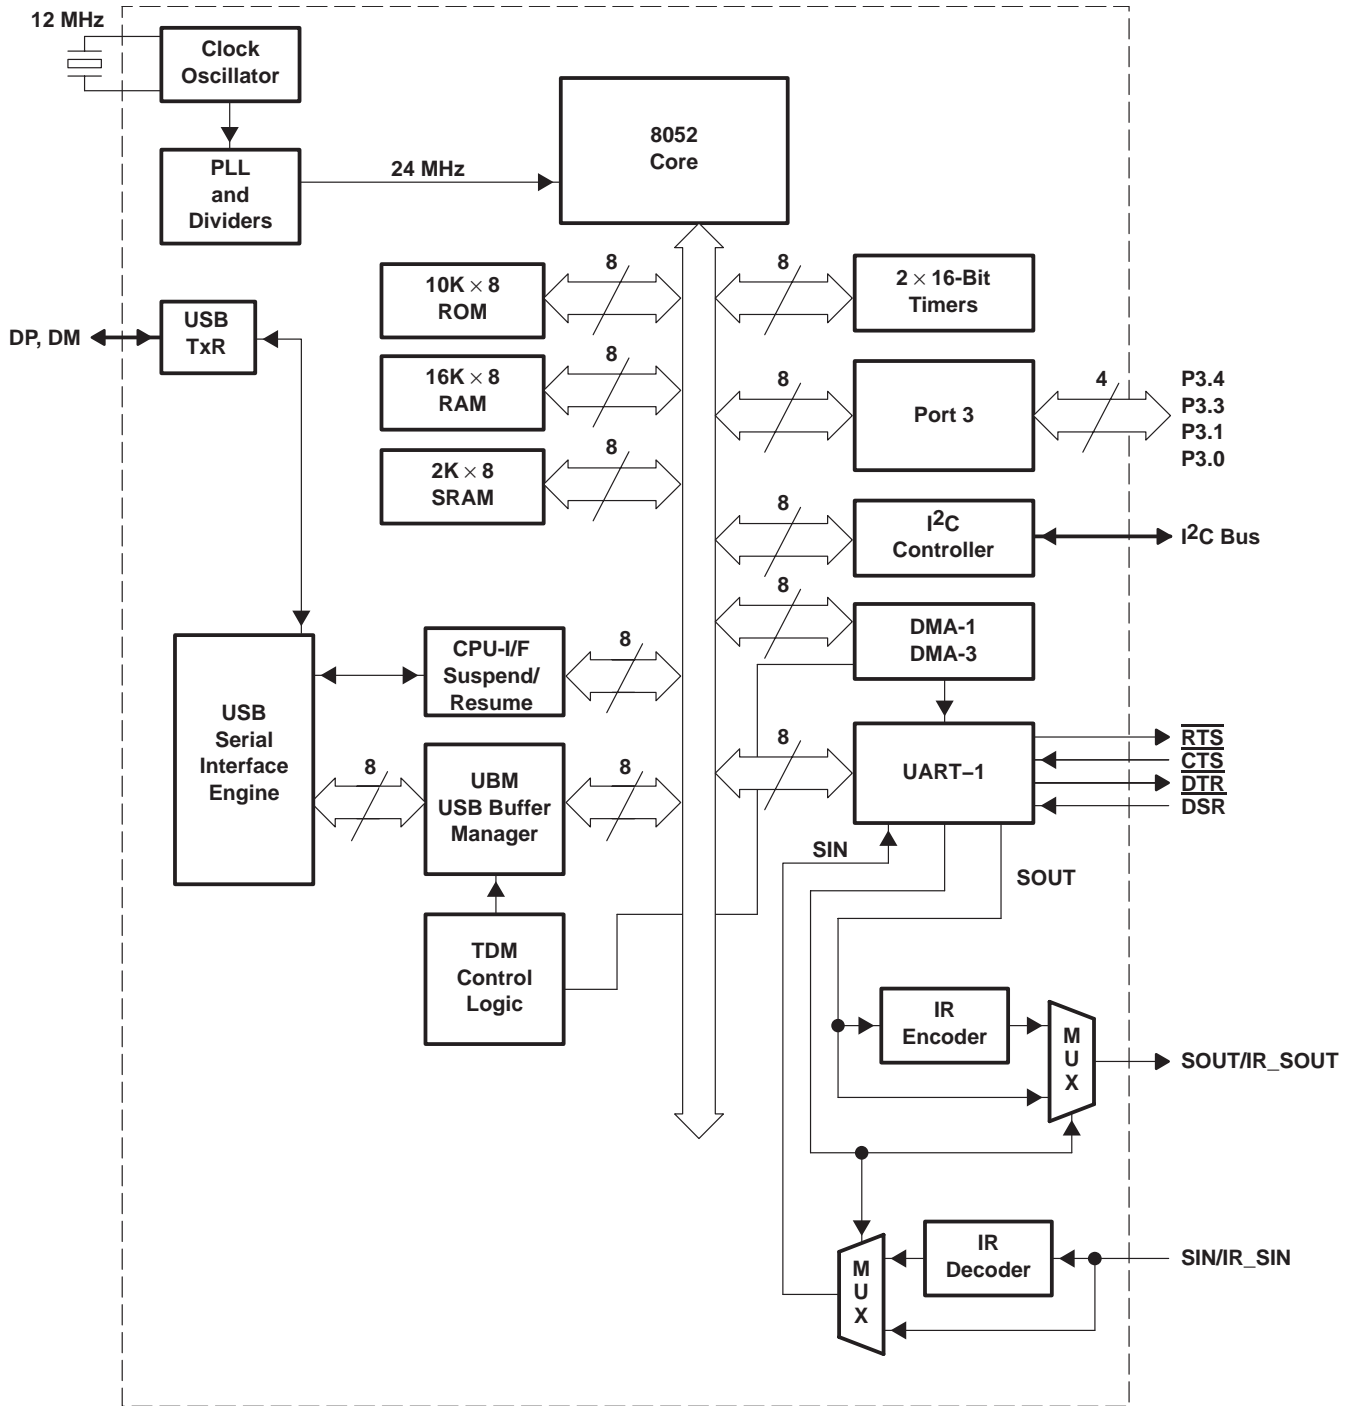 12 MHz
Clock
Oscillator
8052
Core
PLL
and
Dividers
24 MHz
10K × 8
ROM
8
8
2 × 16-Bit
Timers
DP, DM
USB
TxR
16K × 8
RAM
8
8
Port 3
4
P3.4
P3.3
P3.1
P3.0
2K × 8
SRAM
8
8
I2C
Controller
I2C Bus
8
DMA-1
DMA-3
USB
Serial
Interface
Engine
CPU-I/F
Suspend/
Resume
8
8
UART–1
RTS
CTS
DTR
DSR
8
UBM
USB Buffer
Manager
8
SIN
SOUT
TDM
Control
Logic
IR
Encoder
M
U
X
SOUT/IR_SOUT
M
U
X
IR
Decoder
SIN/IR_SIN